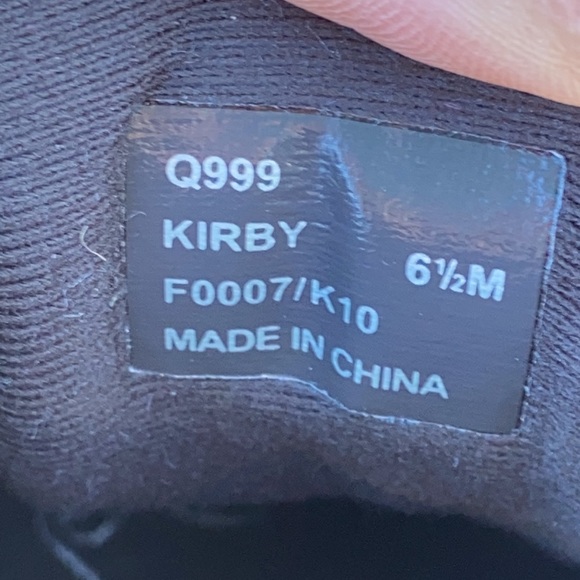 Q999
KIRBY
6½M
F0007/K10
MADE IN CHINA